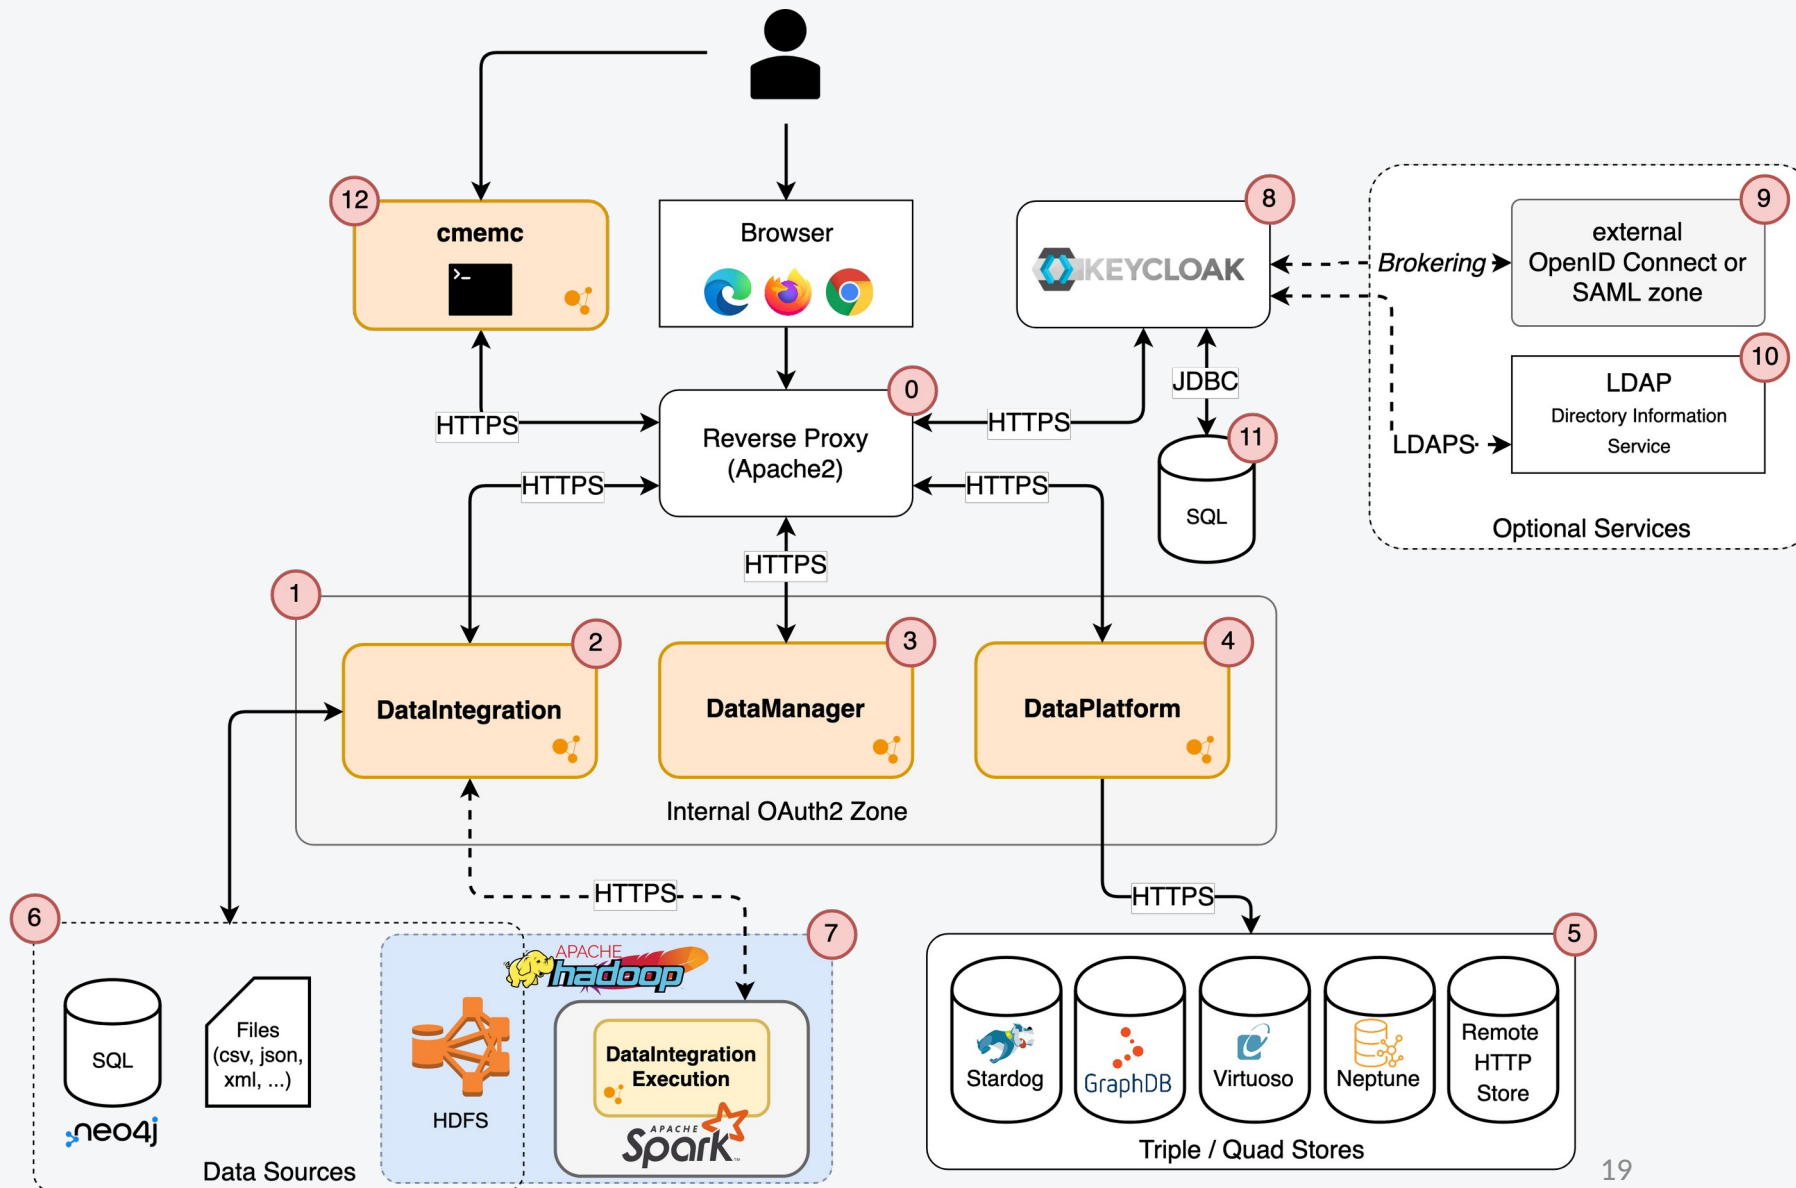 12
cmemc
>_
Browser
8
KEYCLOAK
Brokering
9
external
OpenID Connect or
SAML zone
10
LDAP
Directory Information
Service
LDAPS
Optional Services
JDBC
11
SQL
0
Reverse Proxy
(Apache2)
HTTPS
HTTPS
HTTPS
HTTPS
HTTPS
1
2
DataIntegration
3
DataManager
4
DataPlatform
Internal OAuth2 Zone
HTTPS
HTTPS
6
SQL
neo4j
Files
(csv, json,
xml, ...)
Data Sources
7
APACHE
hadoop
HDFS
DataIntegration
Execution
APACHE
Spark
5
Stardog
GraphDB
Virtuoso
Neptune
Remote
HTTP
Store
Triple / Quad Stores
19